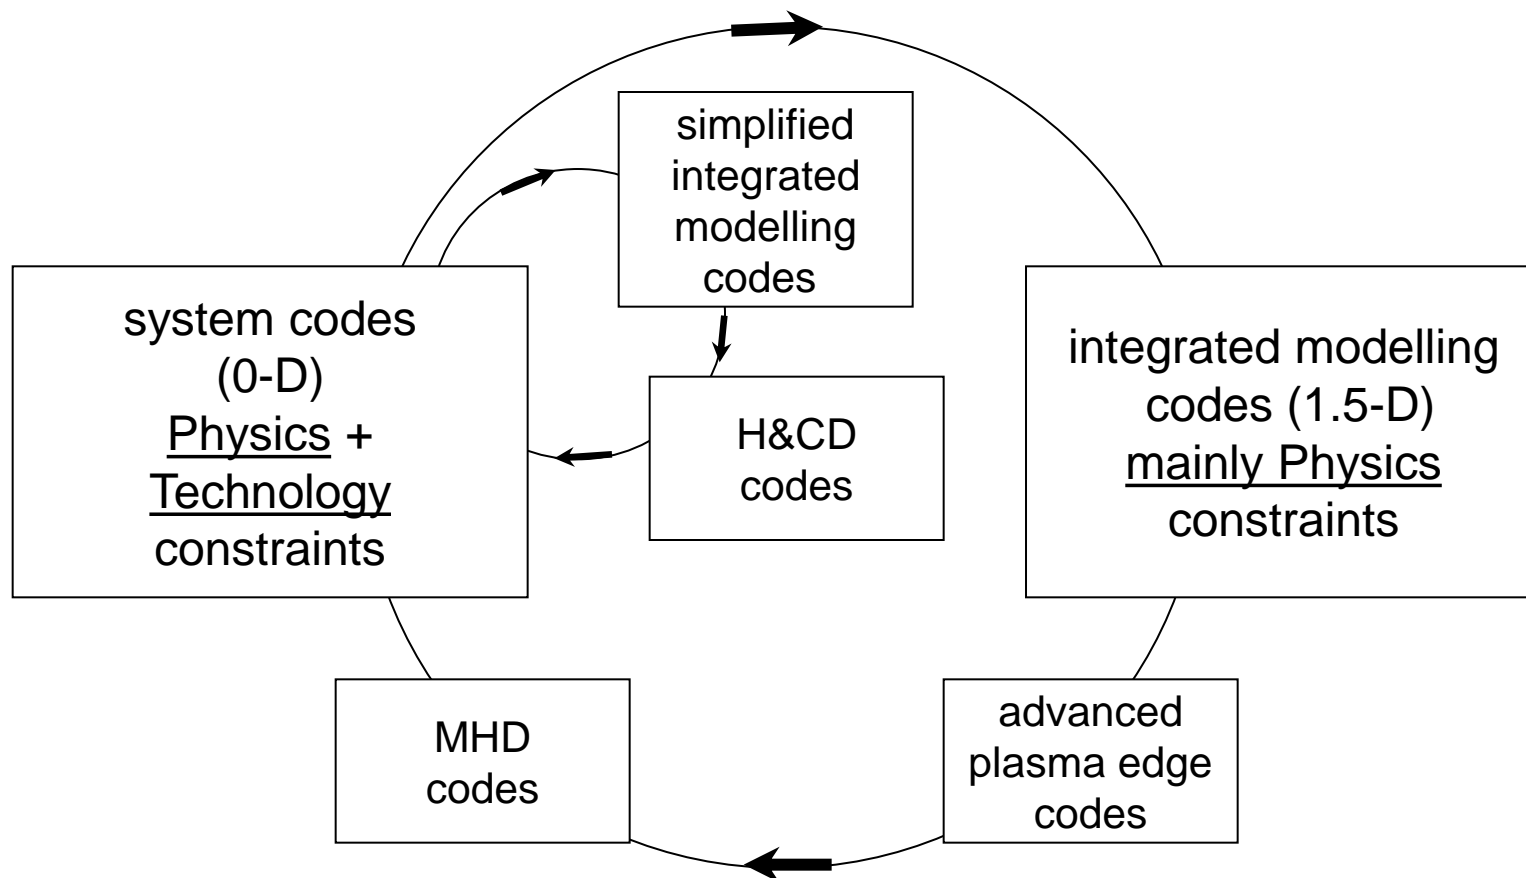 simplified
integrated
modelling
codes
system codes
(0-D)
Physics +
Technology
constraints
integrated modelling
codes (1.5-D)
mainly Physics
constraints
H&CD
codes
MHD
codes
advanced
plasma edge
codes